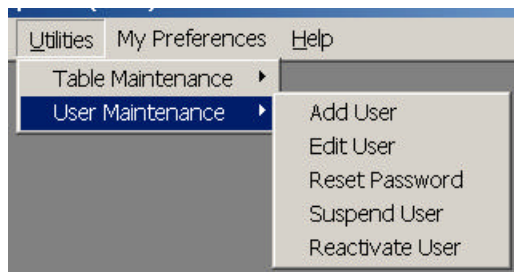 Utilities My Preferences Help
Table Maintenance
User Maintenance
Add User
Edit User
Reset Password
Suspend User
Reactivate User